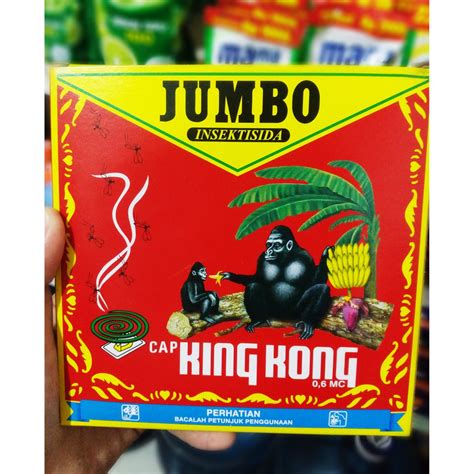 JUMBO
INSEKTISIDA
CAP KING KONG
0,6 MC
PERHATIAN
BACALAH PETUNJUK PENGGUNAAN